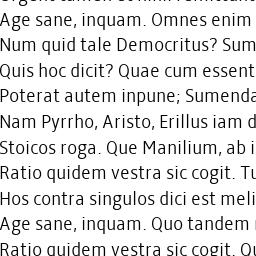 Age sane, inquam. Omnes enim
Num quid tale Democritus? Sum
Quis hoc dicit? Quae cum essent
Poterat autem inpune; Sumenda
Nam Pyrrho, Aristo, Erillus iam d
Stoicos roga. Que Manilium, ab i
Ratio quidem vestra sic cogit. Tu
Hos contra singulos dici est meli
Age sane, inquam. Quo tandem
Ratio quidem vestra sic cogit. Qu